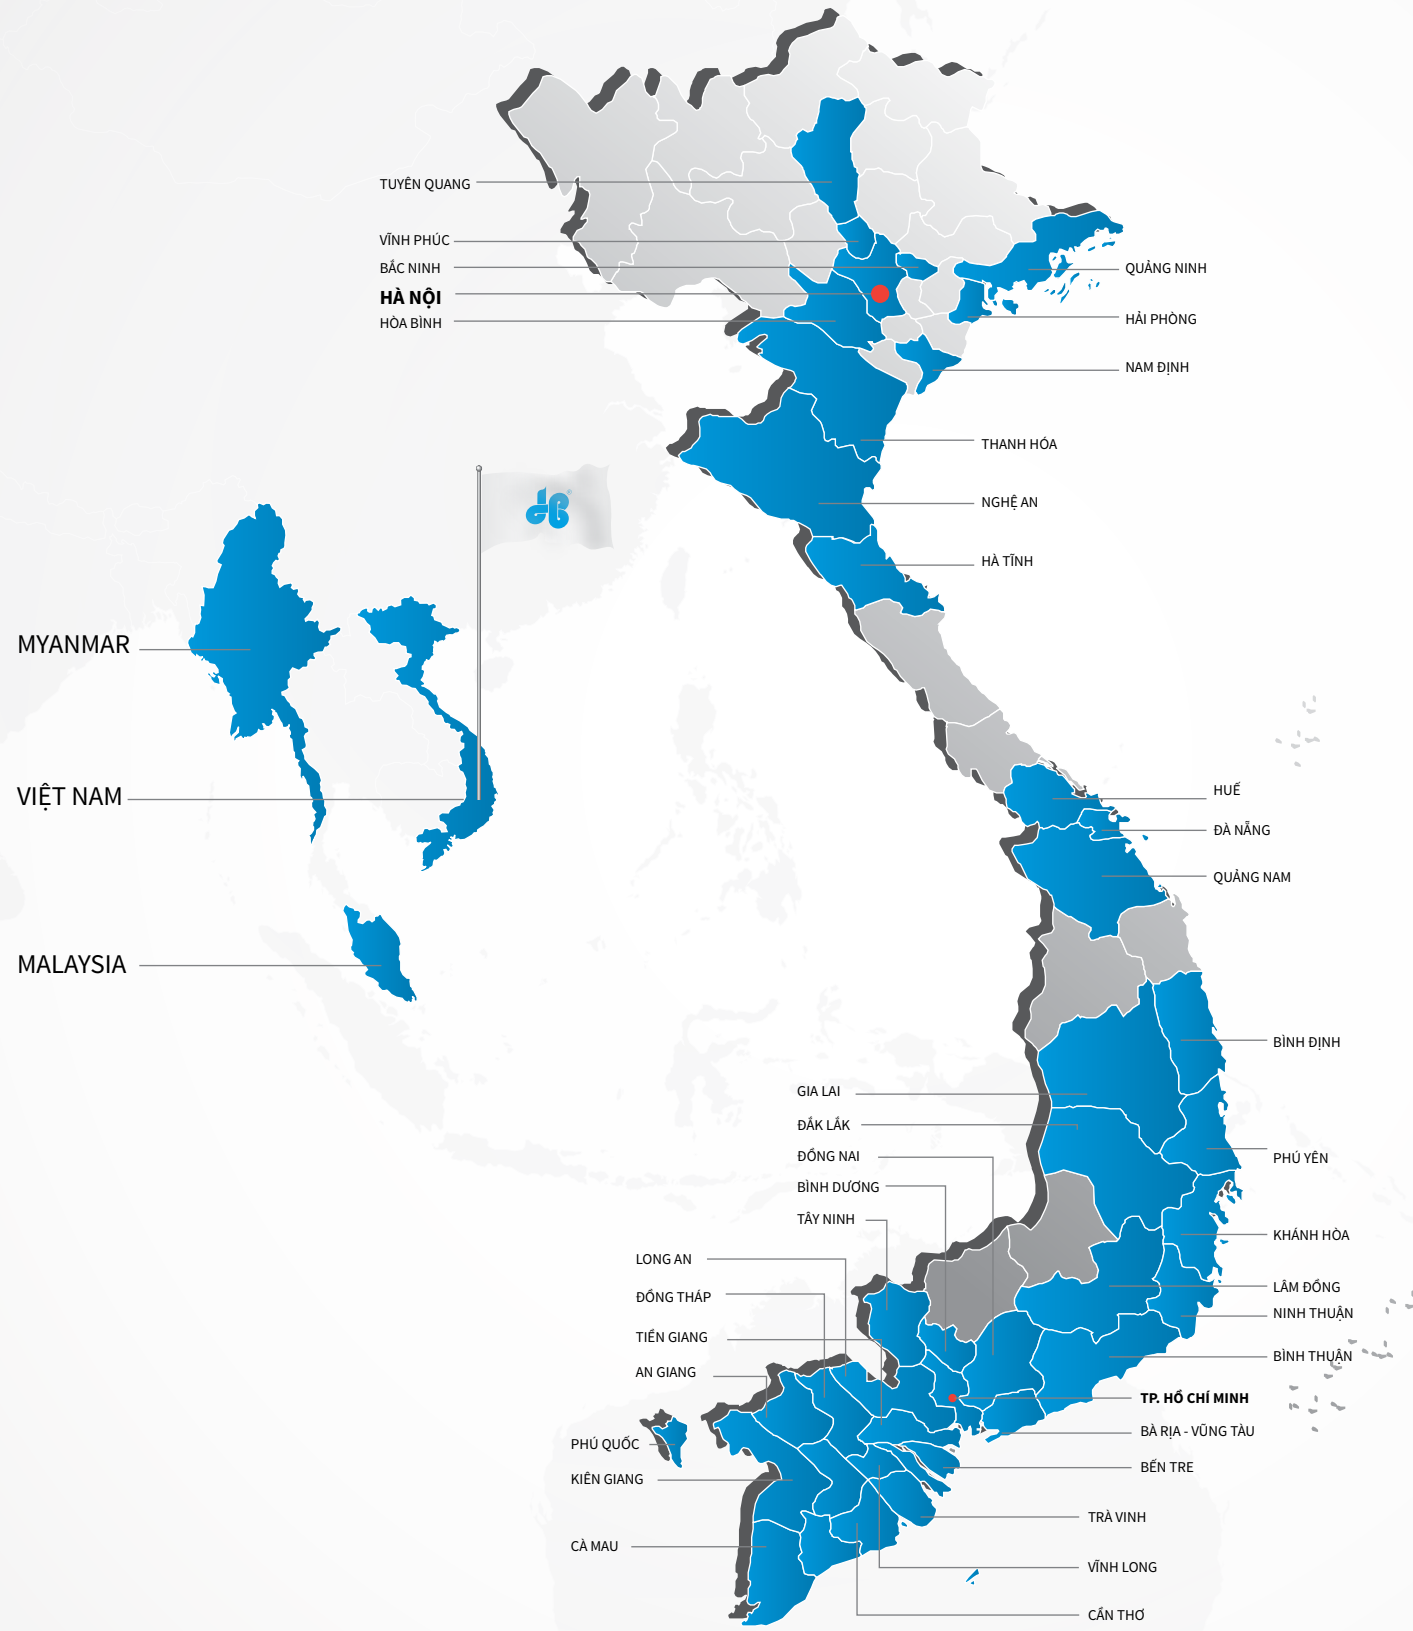 TUYÊN QUANG
VĨNH PHÚC
BẮC NINH
HÀ NỘI
HÒA BÌNH
QUẢNG NINH
HẢI PHÒNG
NAM ĐỊNH
THANH HÓA
NGHỆ AN
HÀ TĨNH
MYANMAR
VIỆT NAM
MALAYSIA
HUẾ
ĐÀ NẴNG
QUẢNG NAM
BÌNH ĐỊNH
GIA LAI
ĐẮK LẮK
ĐỒNG NAI
BÌNH DƯƠNG
TÂY NINH
PHÚ YÊN
KHÁNH HÒA
LONG AN
ĐỒNG THÁP
TIỀN GIANG
AN GIANG
LÂM ĐỒNG
NINH THUẬN
BÌNH THUẬN
TP. HỒ CHÍ MINH
BÀ RỊA - VŨNG TÀU
BẾN TRE
PHÚ QUỐC
KIÊN GIANG
CÀ MAU
TRÀ VINH
VĨNH LONG
CẦN THƠ